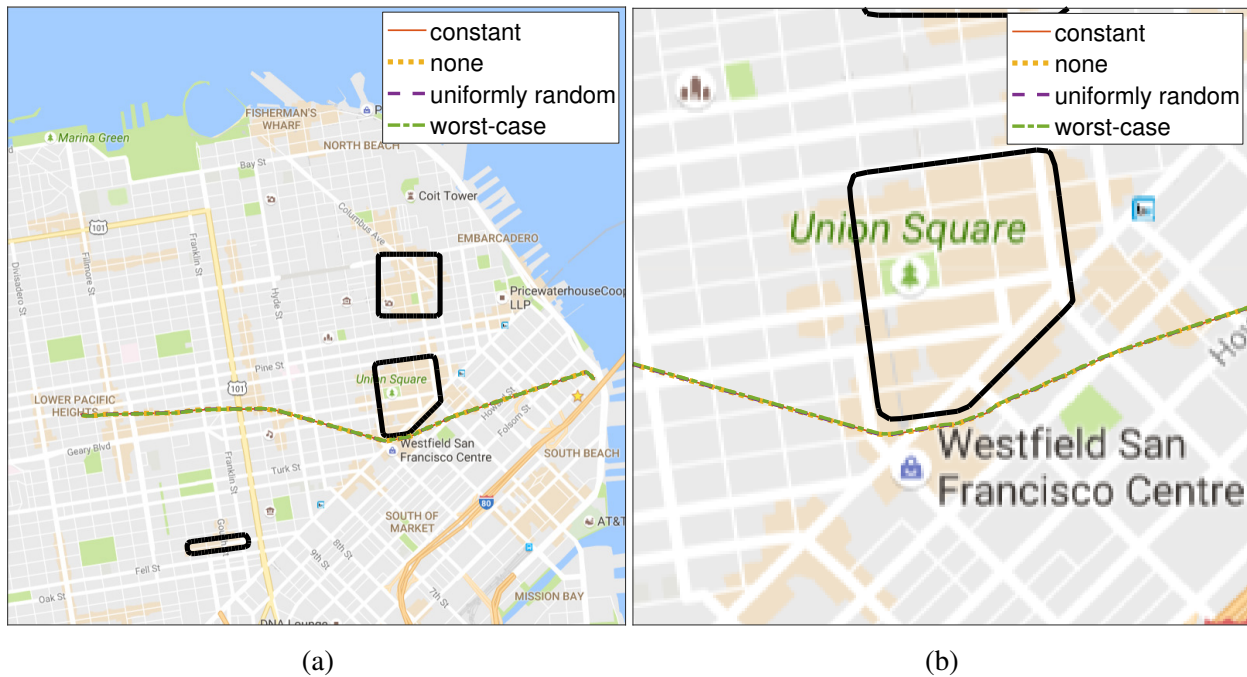 constant
none
uniformly random
worst-case
FISHERMAN'S
WHARF
Marina Green
NORTH BEACH
Bay St
Coit Tower
Columbus Ave
101
EMBARCADERO
Franklin St
Fillmore St
Divisadero St
Hyde St
PricewaterhouseCoop
LLP
Pine St
Union Square
101
LOWER PACIFIC
HEIGHTS
Howard St
Folsom St
Geary Blvd
Westfield San
Francisco Centre
Turk St
Franklin St
SOUTH BEACH
80
SOUTH OF
MARKET
AT&T
8th St
9th St
Gough St
Fell St
7th St
Oak St
MISSION BAY
DNA Lounge
(a)
constant
none
uniformly random
worst-case
Union Square
Ho
Westfield San
Francisco Centre
(b)